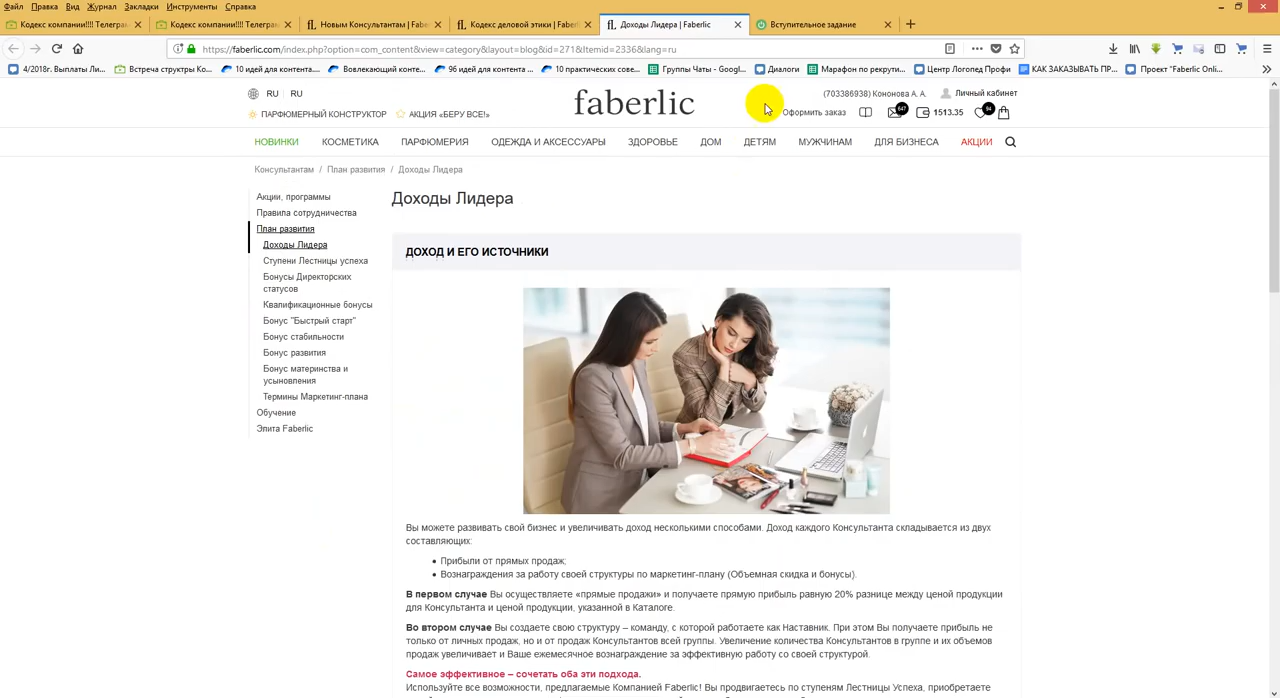 Файл Правка Вид Журнал Закладки Инструменты Справка
Кодекс компании!!!! Телеграм
Кодекс компании!!!! Телегра
Новым Консультантам | Fabe
Кодекс деловой этики | Faberl
Доходы Лидера | Faberlic
Вступительное задание
https://faberlic.com/index.php?option=com_content&view=category&layout=blog&id=271&Itemid=2336&lang=ru
4/2018г. Выплаты Ли...
Встреча структры Ко...
10 идей для контента....
Вовлекающий конте...
96 идей для контента ...
10 практических сове...
Группы Чаты - Googl...
Диалоги
Марафон по рекрути...
Центр Логопед Профи
КАК ЗАКАЗЫВАТЬ ПР...
Проект "Faberlic Onli...
RU RU
faberlic
(703386938) Кононова А. А. Личный кабинет
ПАРФЮМЕРНЫЙ КОНСТРУКТОР АКЦИЯ «БЕРУ ВСЕ!»
Оформить заказ 647 1513.35 94
НОВИНКИ КОСМЕТИКА ПАРФЮМЕРИЯ ОДЕЖДА И АКСЕССУАРЫ ЗДОРОВЬЕ ДОМ ДЕТЯМ МУЖЧИНАМ ДЛЯ БИЗНЕСА АКЦИИ
Консультантам / План развития / Доходы Лидера
Акции, программы
Правила сотрудничества
План развития
Доходы Лидера
Ступени Лестницы успеха
Бонусы Директорских
статусов
Квалификационные бонусы
Бонус "Быстрый старт"
Бонус стабильности
Бонус развития
Бонус материнства и
усыновления
Термины Маркетинг-плана
Обучение
Элита Faberlic
Доходы Лидера
ДОХОД И ЕГО ИСТОЧНИКИ
Вы можете развивать свой бизнес и увеличивать доход несколькими способами. Доход каждого Консультанта складывается из двух
составляющих:
• Прибыли от прямых продаж;
• Вознаграждения за работу своей структуры по маркетинг-плану (Объемная скидка и бонусы).
В первом случае Вы осуществляете «прямые продажи» и получаете прямую прибыль равную 20% разнице между ценой продукции
для Консультанта и ценой продукции, указанной в Каталоге.
Во втором случае Вы создаете свою структуру – команду, с которой работаете как Наставник. При этом Вы получаете прибыль не
только от личных продаж, но и от продаж Консультантов всей группы. Увеличение количества Консультантов в группе и их объемов
продаж увеличивает и Ваше ежемесячное вознаграждение за эффективную работу со своей структурой.
Самое эффективное – сочетать оба эти подхода.
Используйте все возможности, предлагаемые Компанией Faberlic! Вы продвигаетесь по ступеням Лестницы Успеха, приобретаете